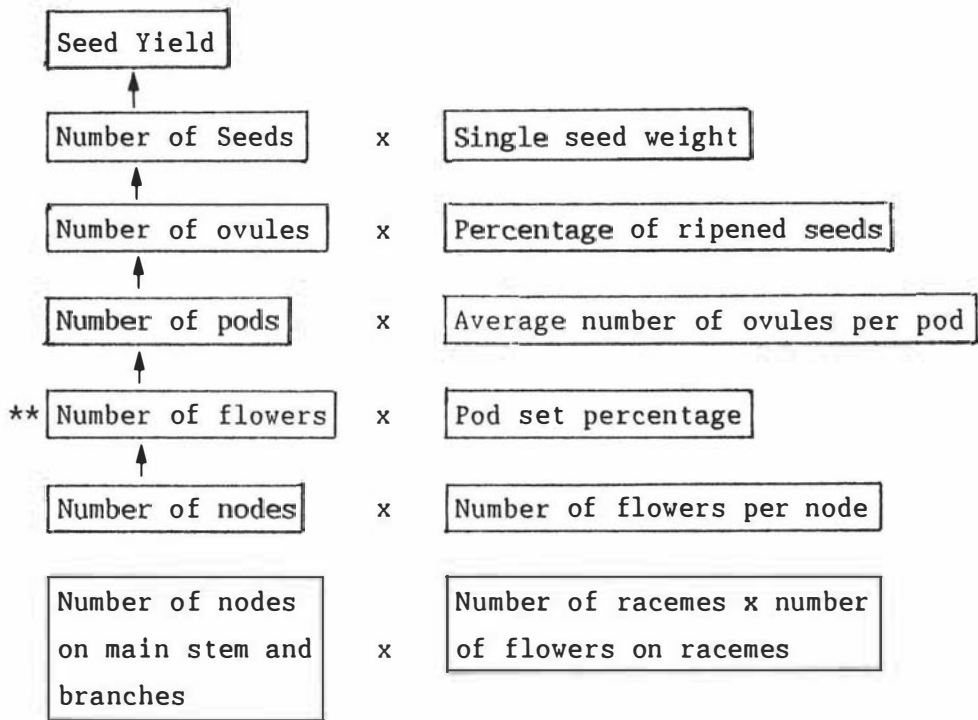 Seed Yield
Number of Seeds x Single seed weight
Number of ovules x Percentage of ripened seeds
Number of pods x Average number of ovules per pod
** Number of flowers x Pod set percentage
Number of nodes x Number of flowers per node
Number of nodes
on main stem and
branches
x
Number of racemes x number
of flowers on racemes